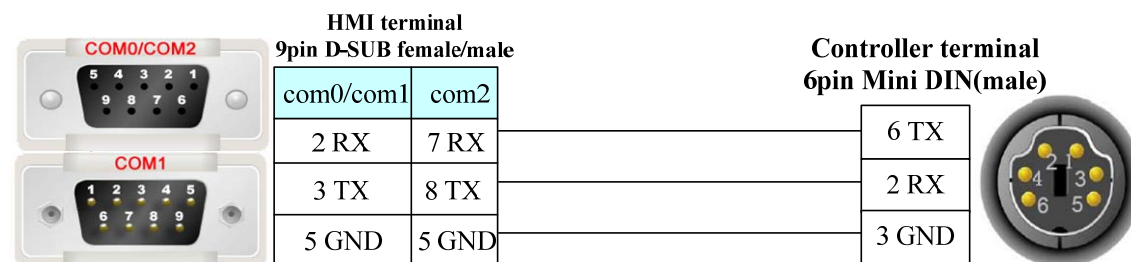 HMI terminal
9pin D-SUB female/male
Controller terminal
6pin Mini DIN(male)
COM0/COM2
5 4 3 2 1
9 8 7 6
COM1
1 2 3 4 5
6 7 8 9
com0/com1 com2
2 RX 7 RX
3 TX 8 TX
5 GND 5 GND
6 TX
2 RX
3 GND
2 1
4 3
6 5